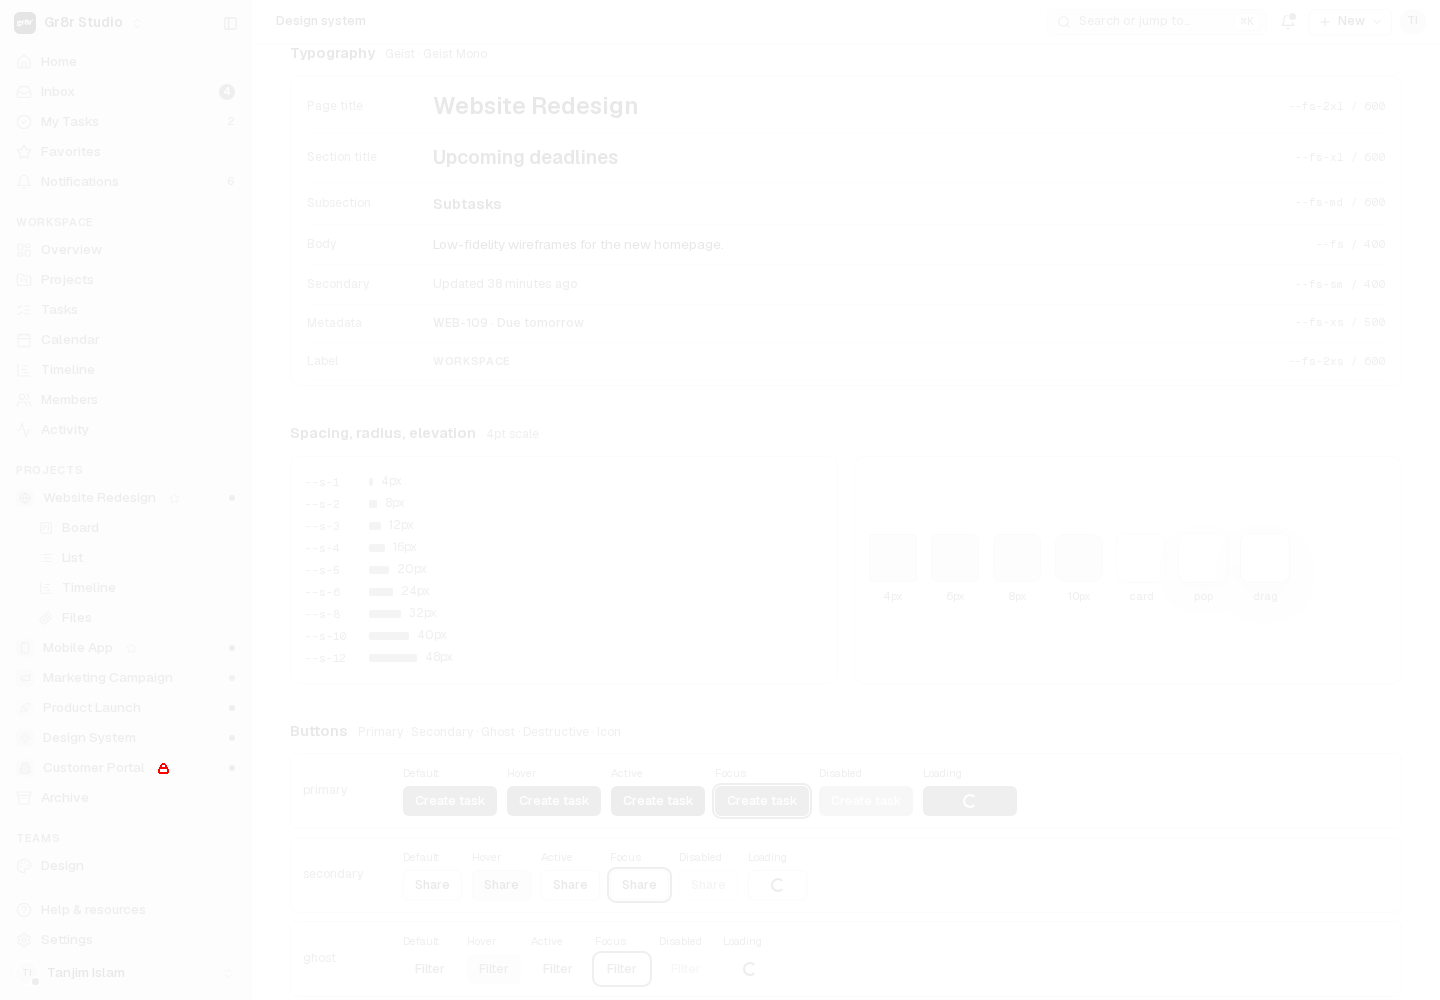 gr8r Gr8r Studio
Design system
Search or jump to...
⌘K
New
TI
Home
Inbox 4
My Tasks 2
Favorites
Notifications 6
WORKSPACE
Overview
Projects
Tasks
Calendar
Timeline
Members
Activity
PROJECTS
Website Redesign
Board
List
Timeline
Files
Mobile App
Marketing Campaign
Product Launch
Design System
Customer Portal
Archive
TEAMS
Design
Help & resources
Settings
TI Tanjim Islam
Typography Geist · Geist Mono
Page title Website Redesign --fs-2xl / 600
Section title Upcoming deadlines --fs-xl / 600
Subsection Subtasks --fs-md / 600
Body Low-fidelity wireframes for the new homepage. --fs / 400
Secondary Updated 38 minutes ago --fs-sm / 400
Metadata WEB-109 · Due tomorrow --fs-xs / 500
Label WORKSPACE --fs-2xs / 600
Spacing, radius, elevation 4pt scale
--s-1 4px
--s-2 8px
--s-3 12px
--s-4 16px
--s-5 20px
--s-6 24px
--s-8 32px
--s-10 40px
--s-12 48px
4px 6px 8px 10px card pop drag
Buttons Primary · Secondary · Ghost · Destructive · Icon
Default Hover Active Focus Disabled Loading
primary Create task Create task Create task Create task Create task
Default Hover Active Focus Disabled Loading
secondary Share Share Share Share Share
Default Hover Active Focus Disabled Loading
ghost Filter Filter Filter Filter Filter